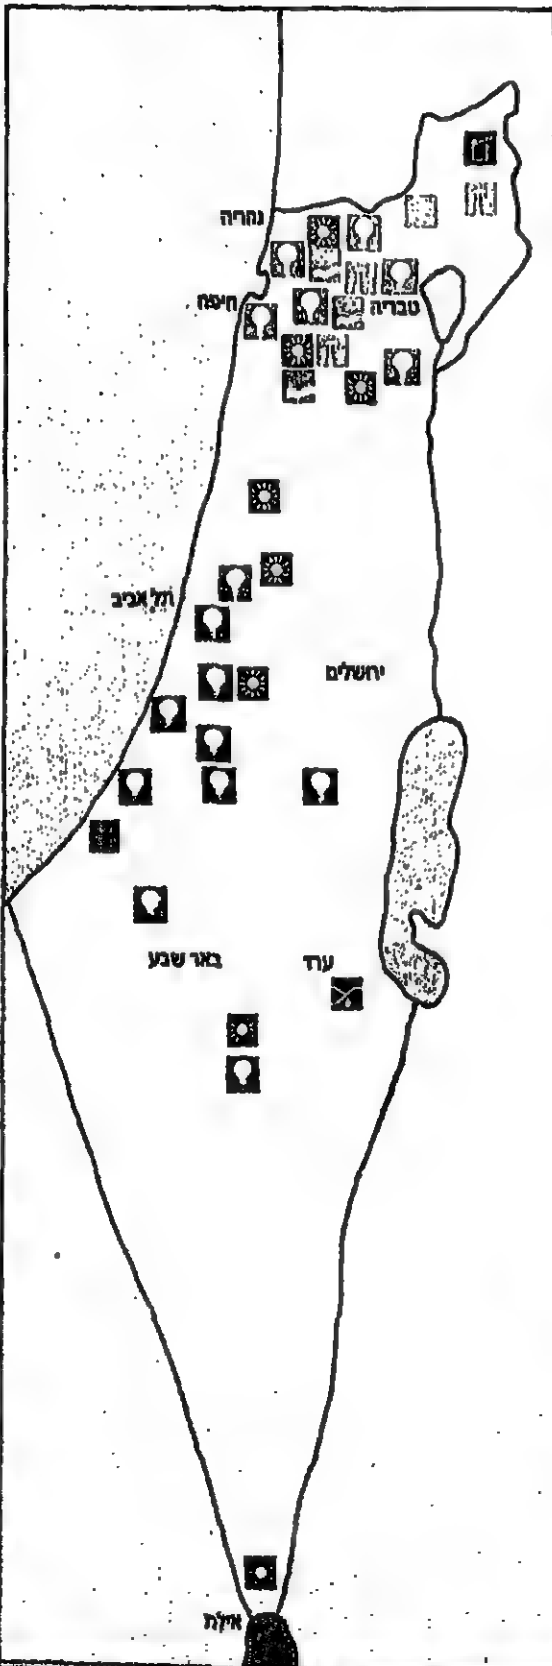 נהריה
חיפה
טבריה
תל אביב
ירושלים
באר שבע
ערד
אילת